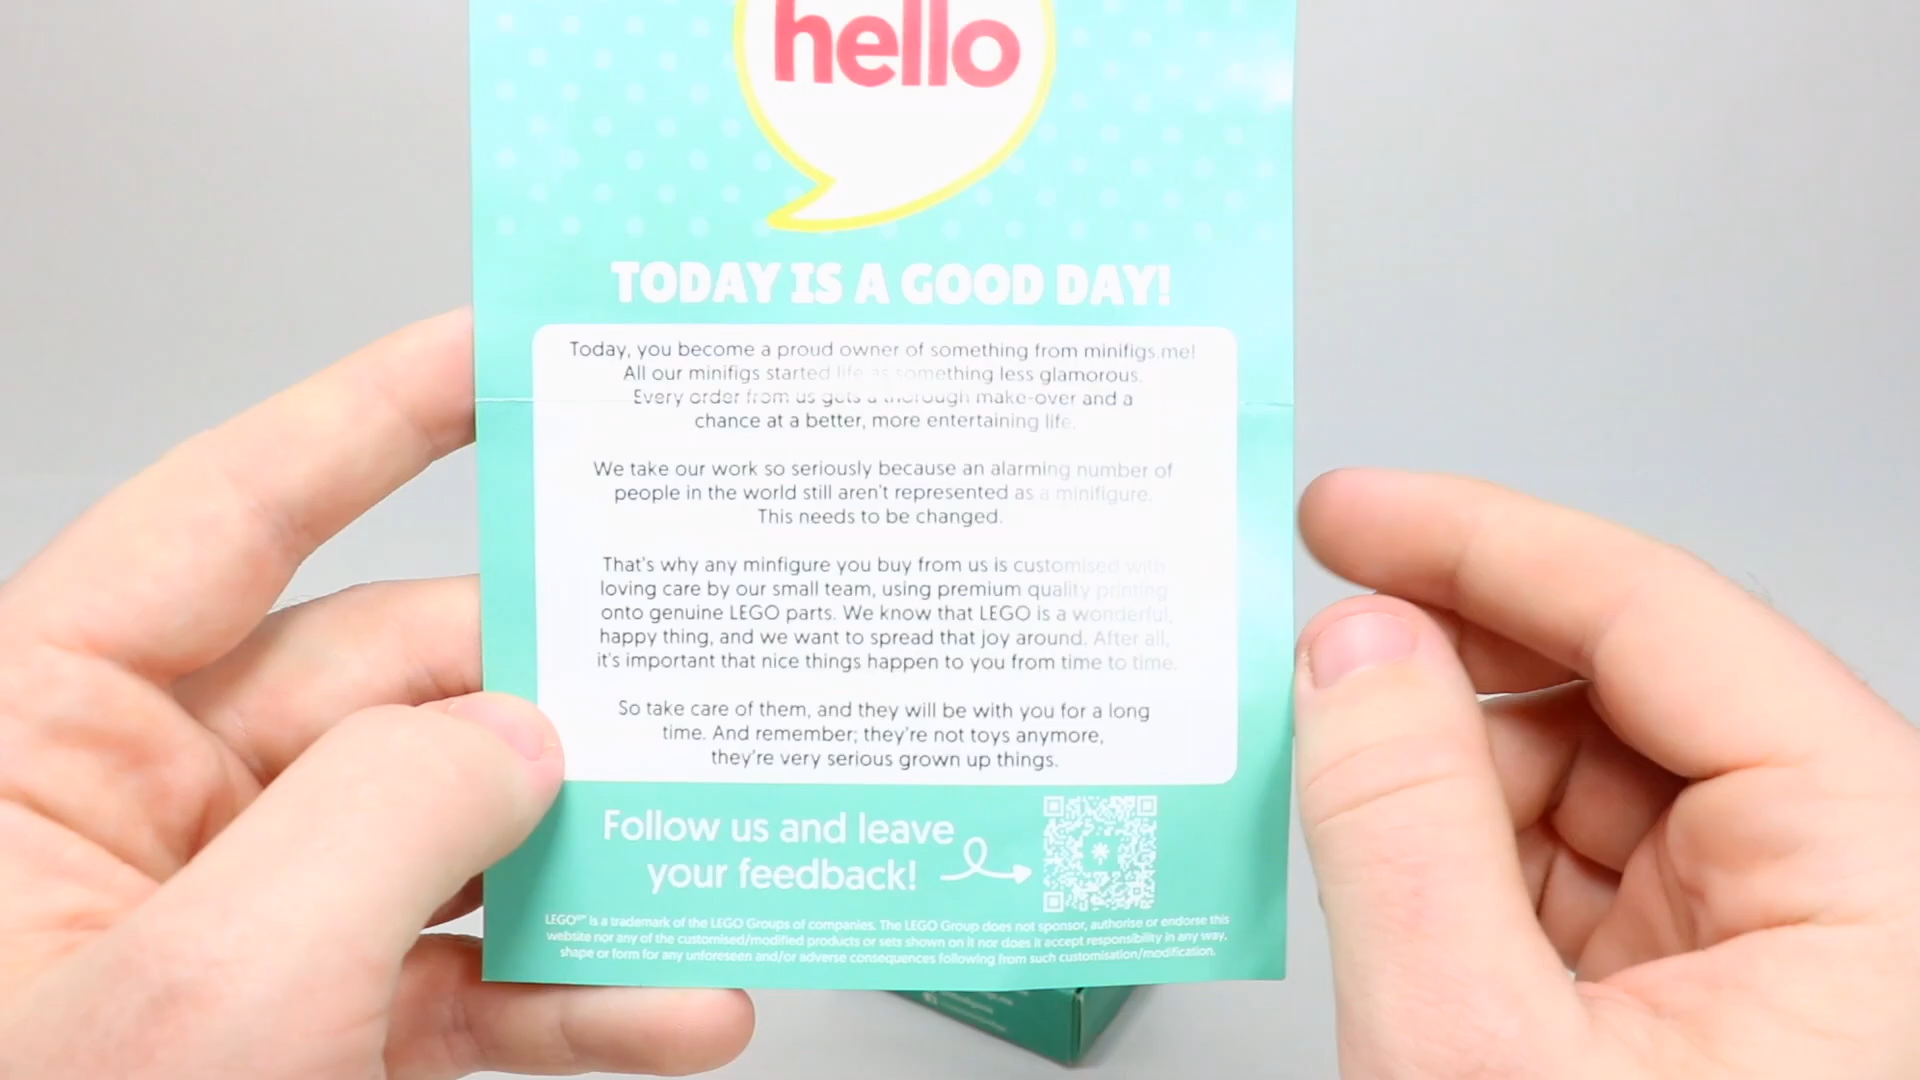 hello
TODAY IS A GOOD DAY!
Today, you become a proud owner of something from minifigs.me!
All our minifigs started life as something less glamorous.
Every order from us gets a thorough make-over and a
chance at a better, more entertaining life.
We take our work so seriously because an alarming number of
people in the world still aren't represented as a minifigure.
This needs to be changed.
That's why any minfigure you buy from us is customised with
loving care by our small team, using premium quality printing
onto genuine LEGO parts. We know that LEGO is a wonderful,
happy thing, and we want to spread that joy around. After all,
it's important that nice things happen to you from time to time.
So take care of them, and they will be with you for a long
time. And remember; they're not toys anymore,
they're very serious grown up things.
Follow us and leave
your feedback!
LEGO is a trademark of the LEGO Groups of companies. The LEGO Group does not sponsor, authorise or endorse this
website nor any of the customised/modified products or sets shown on it nor does it accept responsibility in any way,
shape or form for any unforeseen and/or adverse consequences following from such customisation/modification.